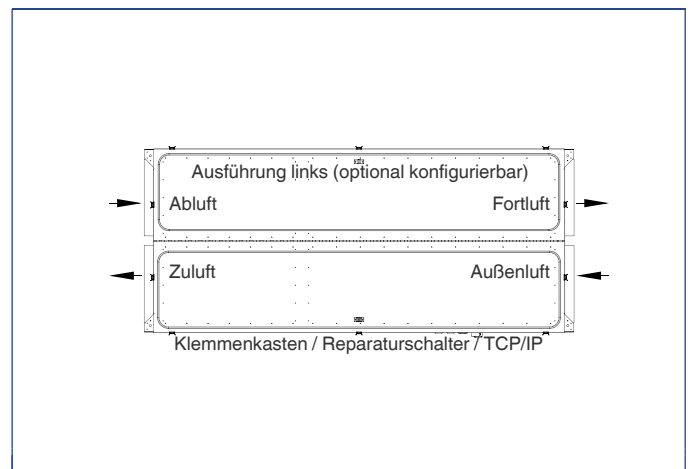 Ausführung links (optional konfigurierbar)
Abluft Fortluft
Zuluft Außenluft
Klemmenkasten / Reparaturschalter / TCP/IP